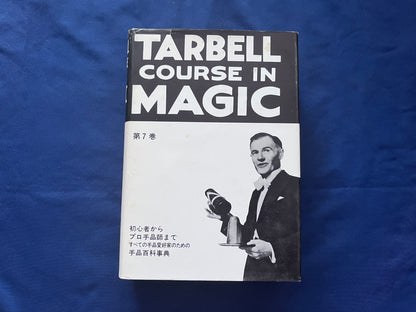 TARBELL
COURSE IN
MAGIC
第7巻
初心者から
プロ手品師まで
すべての手品愛好家のための
手品百科事典